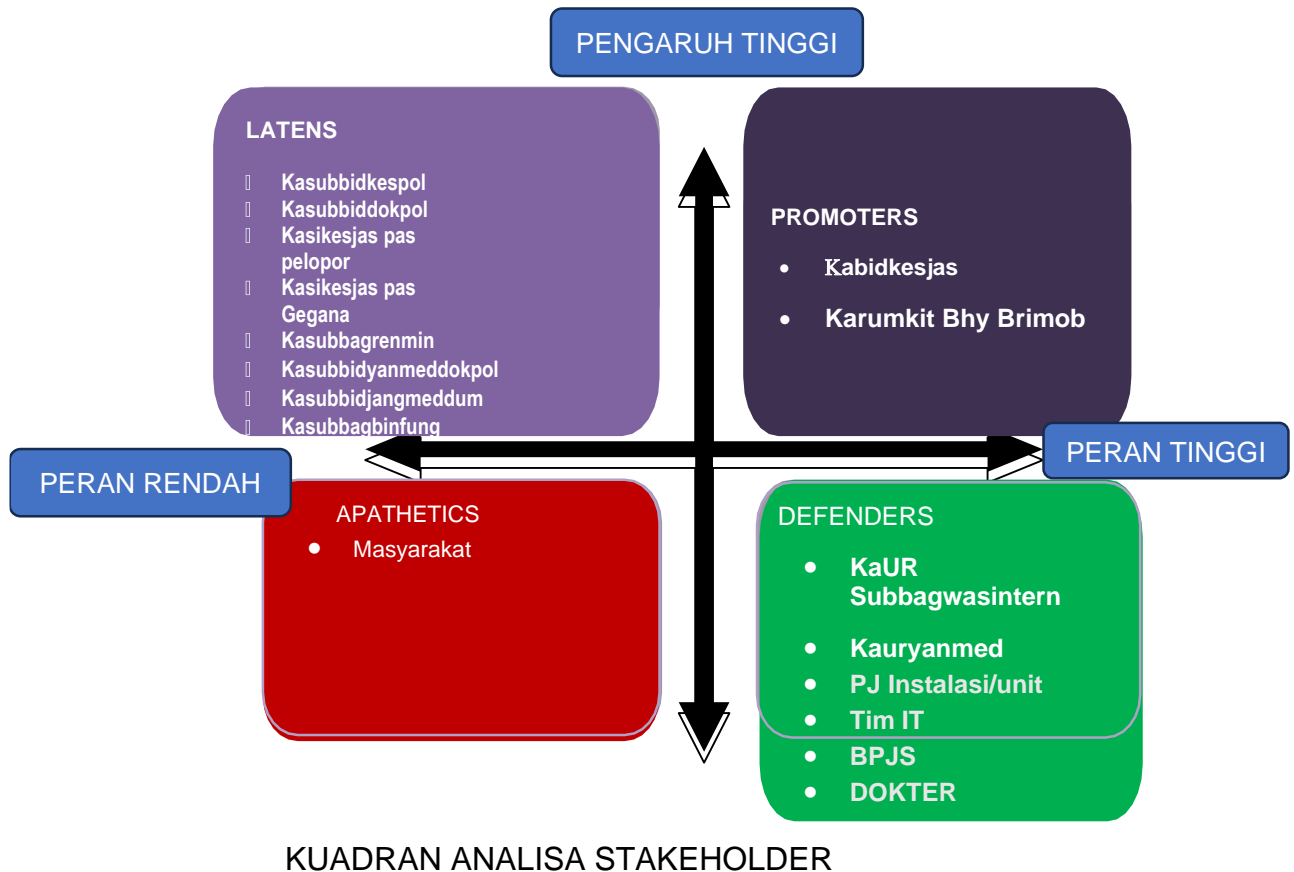 PENGARUH TINGGI
LATENS
Kasubbidkespol
Kasubbiddokpol
Kasikesjas pas
pelopor
Kasikesjas pas
Gegana
Kasubbagrenmin
Kasubbidyanmeddokpol
Kasubbidjangmeddum
Kasubbagbinfung
PROMOTERS
• Kabidkesjas
• Karumkit Bhy Brimob
PERAN RENDAH
PERAN TINGGI
APATHETICS
• Masyarakat
DEFENDERS
• KaUR
Subbagwasintern
• Kauryanmed
• PJ Instalasi/unit
• Tim IT
• BPJS
• DOKTER
KUADRAN ANALISA STAKEHOLDER